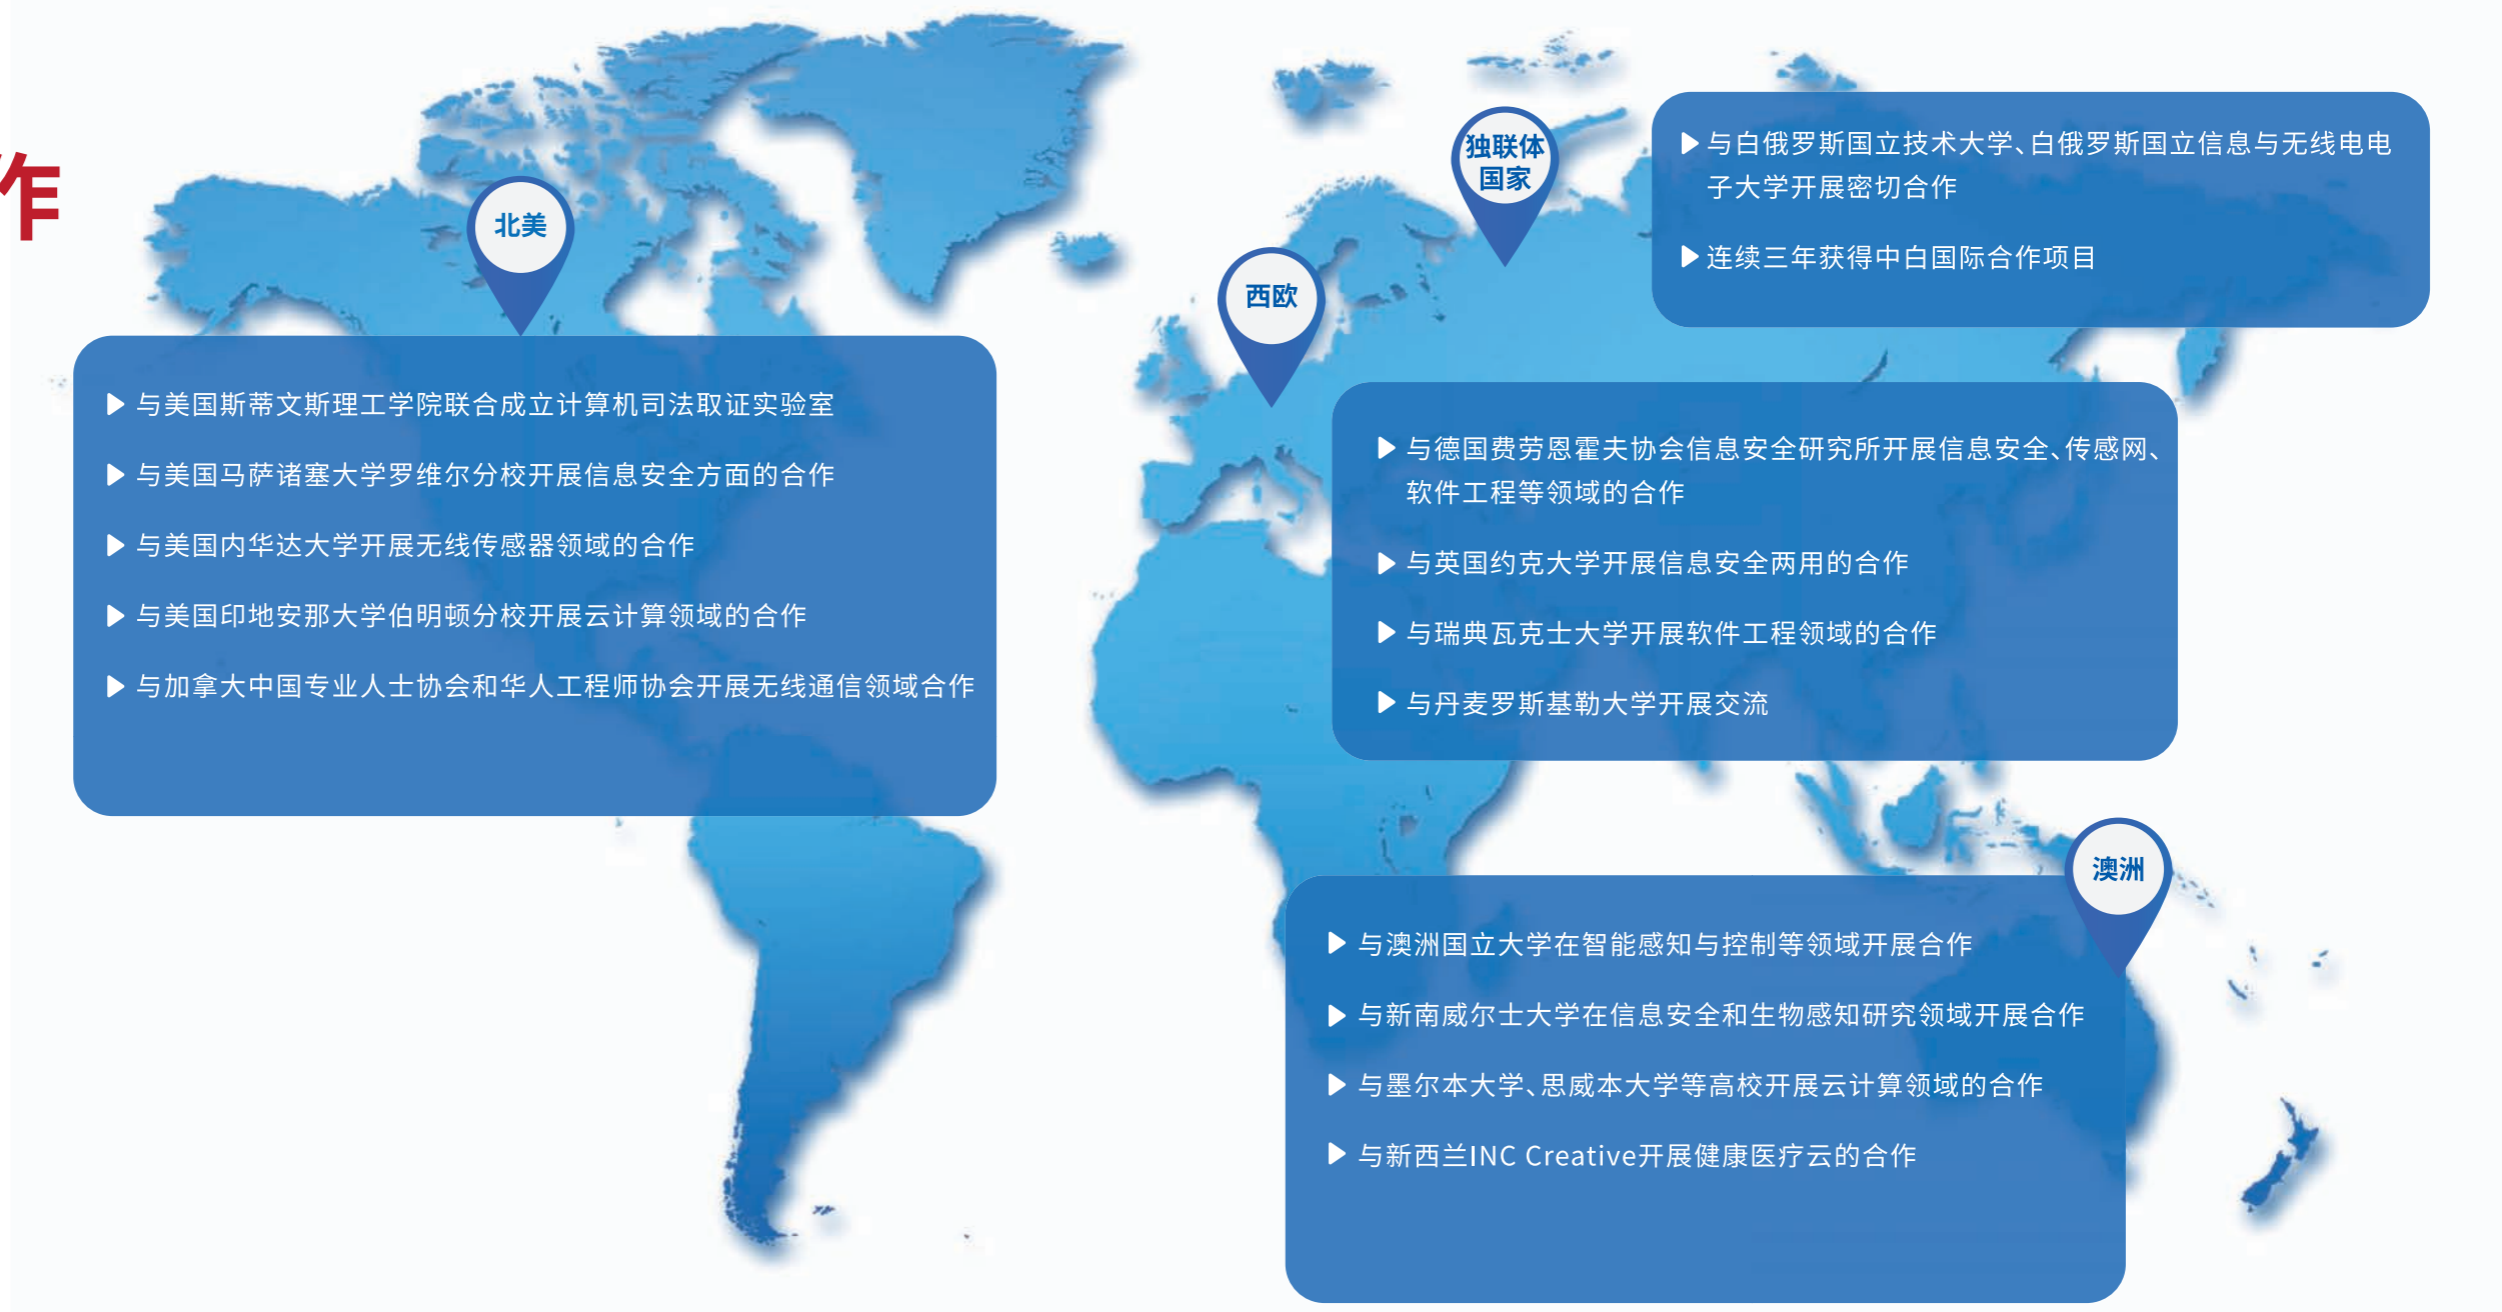 作
北美
与美国斯蒂文斯理工学院联合成立计算机司法取证实验室
与美国马萨诸塞大学罗维尔分校开展信息安全方面的合作
与美国内华达大学开展无线传感器领域的合作
与美国印地安那大学伯明顿分校开展云计算领域的合作
与加拿大中国专业人士协会和华人工程师协会开展无线通信领域合作
独联体
国家
与白俄罗斯国立技术大学、白俄罗斯国立信息与无线电电
子大学开展密切合作
连续三年获得中白国际合作项目
西欧
与德国费劳恩霍夫协会信息安全研究所开展信息安全、传感网、
软件工程等领域的合作
与英国约克大学开展信息安全两用的合作
与瑞典瓦克士大学开展软件工程领域的合作
与丹麦罗斯基勒大学开展交流
澳洲
与澳洲国立大学在智能感知与控制等领域开展合作
与新南威尔士大学在信息安全和生物感知研究领域开展合作
与墨尔本大学、思威本大学等高校开展云计算领域的合作
与新西兰INC Creative开展健康医疗云的合作